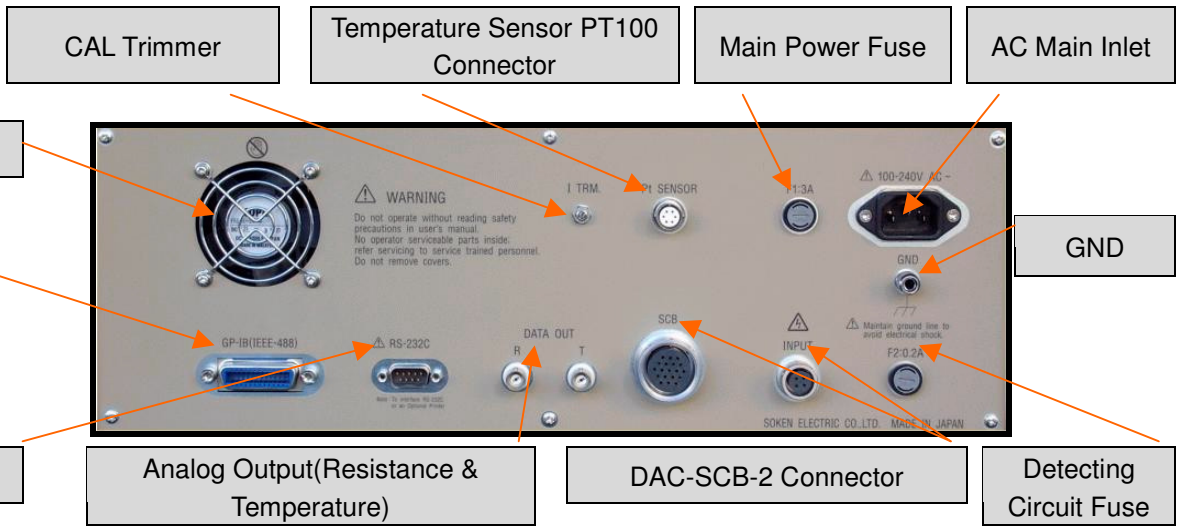 CAL Trimmer
Temperature Sensor PT100
Connector
Main Power Fuse
AC Main Inlet
WARNING
Do not operate without reading safety
precautions in user's manual.
No operator serviceable parts inside:
refer servicing to service trained personnel.
Do not remove covers.
I TRM.
Pt SENSOR
F1:3A
100-240V AC ~
GND
GND
Maintain ground line to
avoid electrical shock.
GP-IB(IEEE-488)
RS-232C
DATA OUT
R
T
SCB
INPUT
F2:0.2A
SOKEN ELECTRIC CO.,LTD. MADE IN JAPAN
Analog Output(Resistance &
Temperature)
DAC-SCB-2 Connector
Detecting
Circuit Fuse